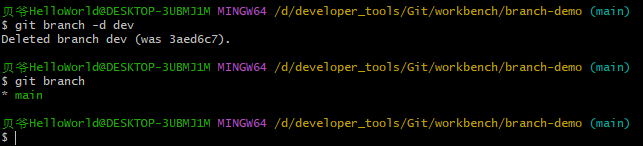 贝爷HelloWorld@DESKTOP-3UBMJ1M MINGW64 /d/developer_tools/Git/workbench/branch-demo (main)
$ git branch -d dev
Deleted branch dev (was 3aed6c7).
贝爷HelloWorld@DESKTOP-3UBMJ1M MINGW64 /d/developer_tools/Git/workbench/branch-demo (main)
$ git branch
* main
贝爷HelloWorld@DESKTOP-3UBMJ1M MINGW64 /d/developer_tools/Git/workbench/branch-demo (main)
$